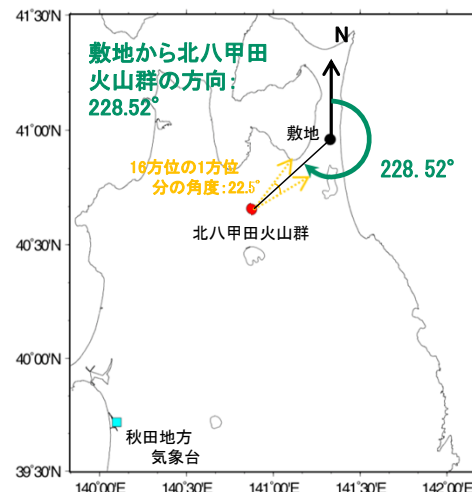 41°30'N
敷地から北八甲田
火山群の方向:
228.52°
N
41°00'N
敷地
16方位の1方位
分の角度:22.5°
228.52°
北八甲田火山群
40°30'N
40°00'N
秋田地方
気象台
39°30'N
140°00'E
140°30'E
141°00'E
141°30'E
142°00'E